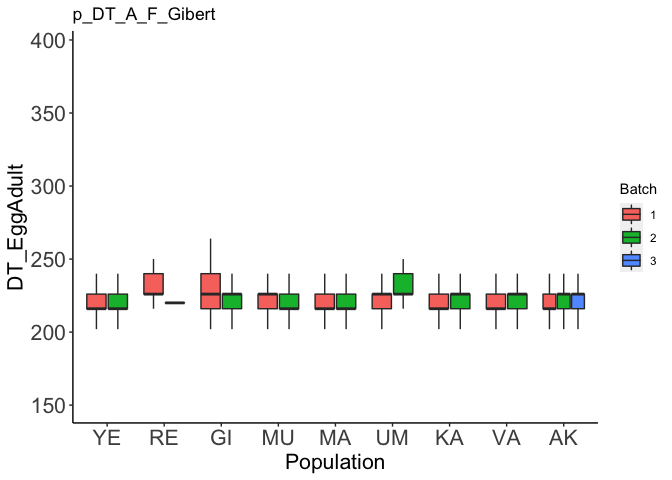 p_DT_A_F_Gibert
400
350
300
250
200
150
DT_EggAdult
YE RE GI MU MA UM KA VA AK
Population
Batch
1
2
3